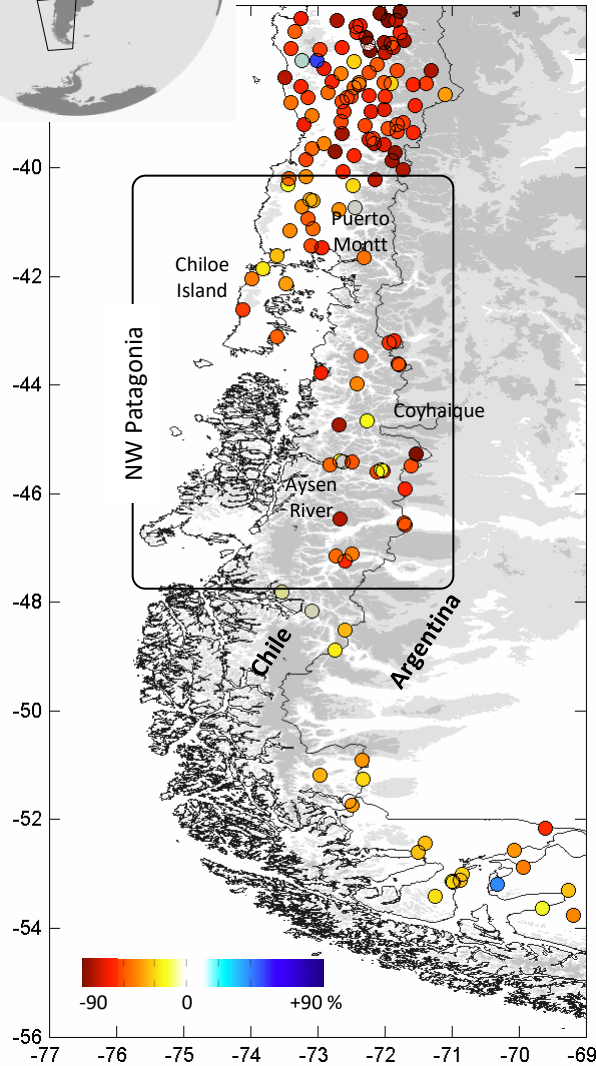 -40
Puerto
Montt
-42
Chiloe
Island
NW Patagonia
-44
Coyhaique
Aysen
River
-46
-48
Chile
Argentina
-50
-52
-54
-90 0 +90 %
-56
-77 -76 -75 -74 -73 -72 -71 -70 -69